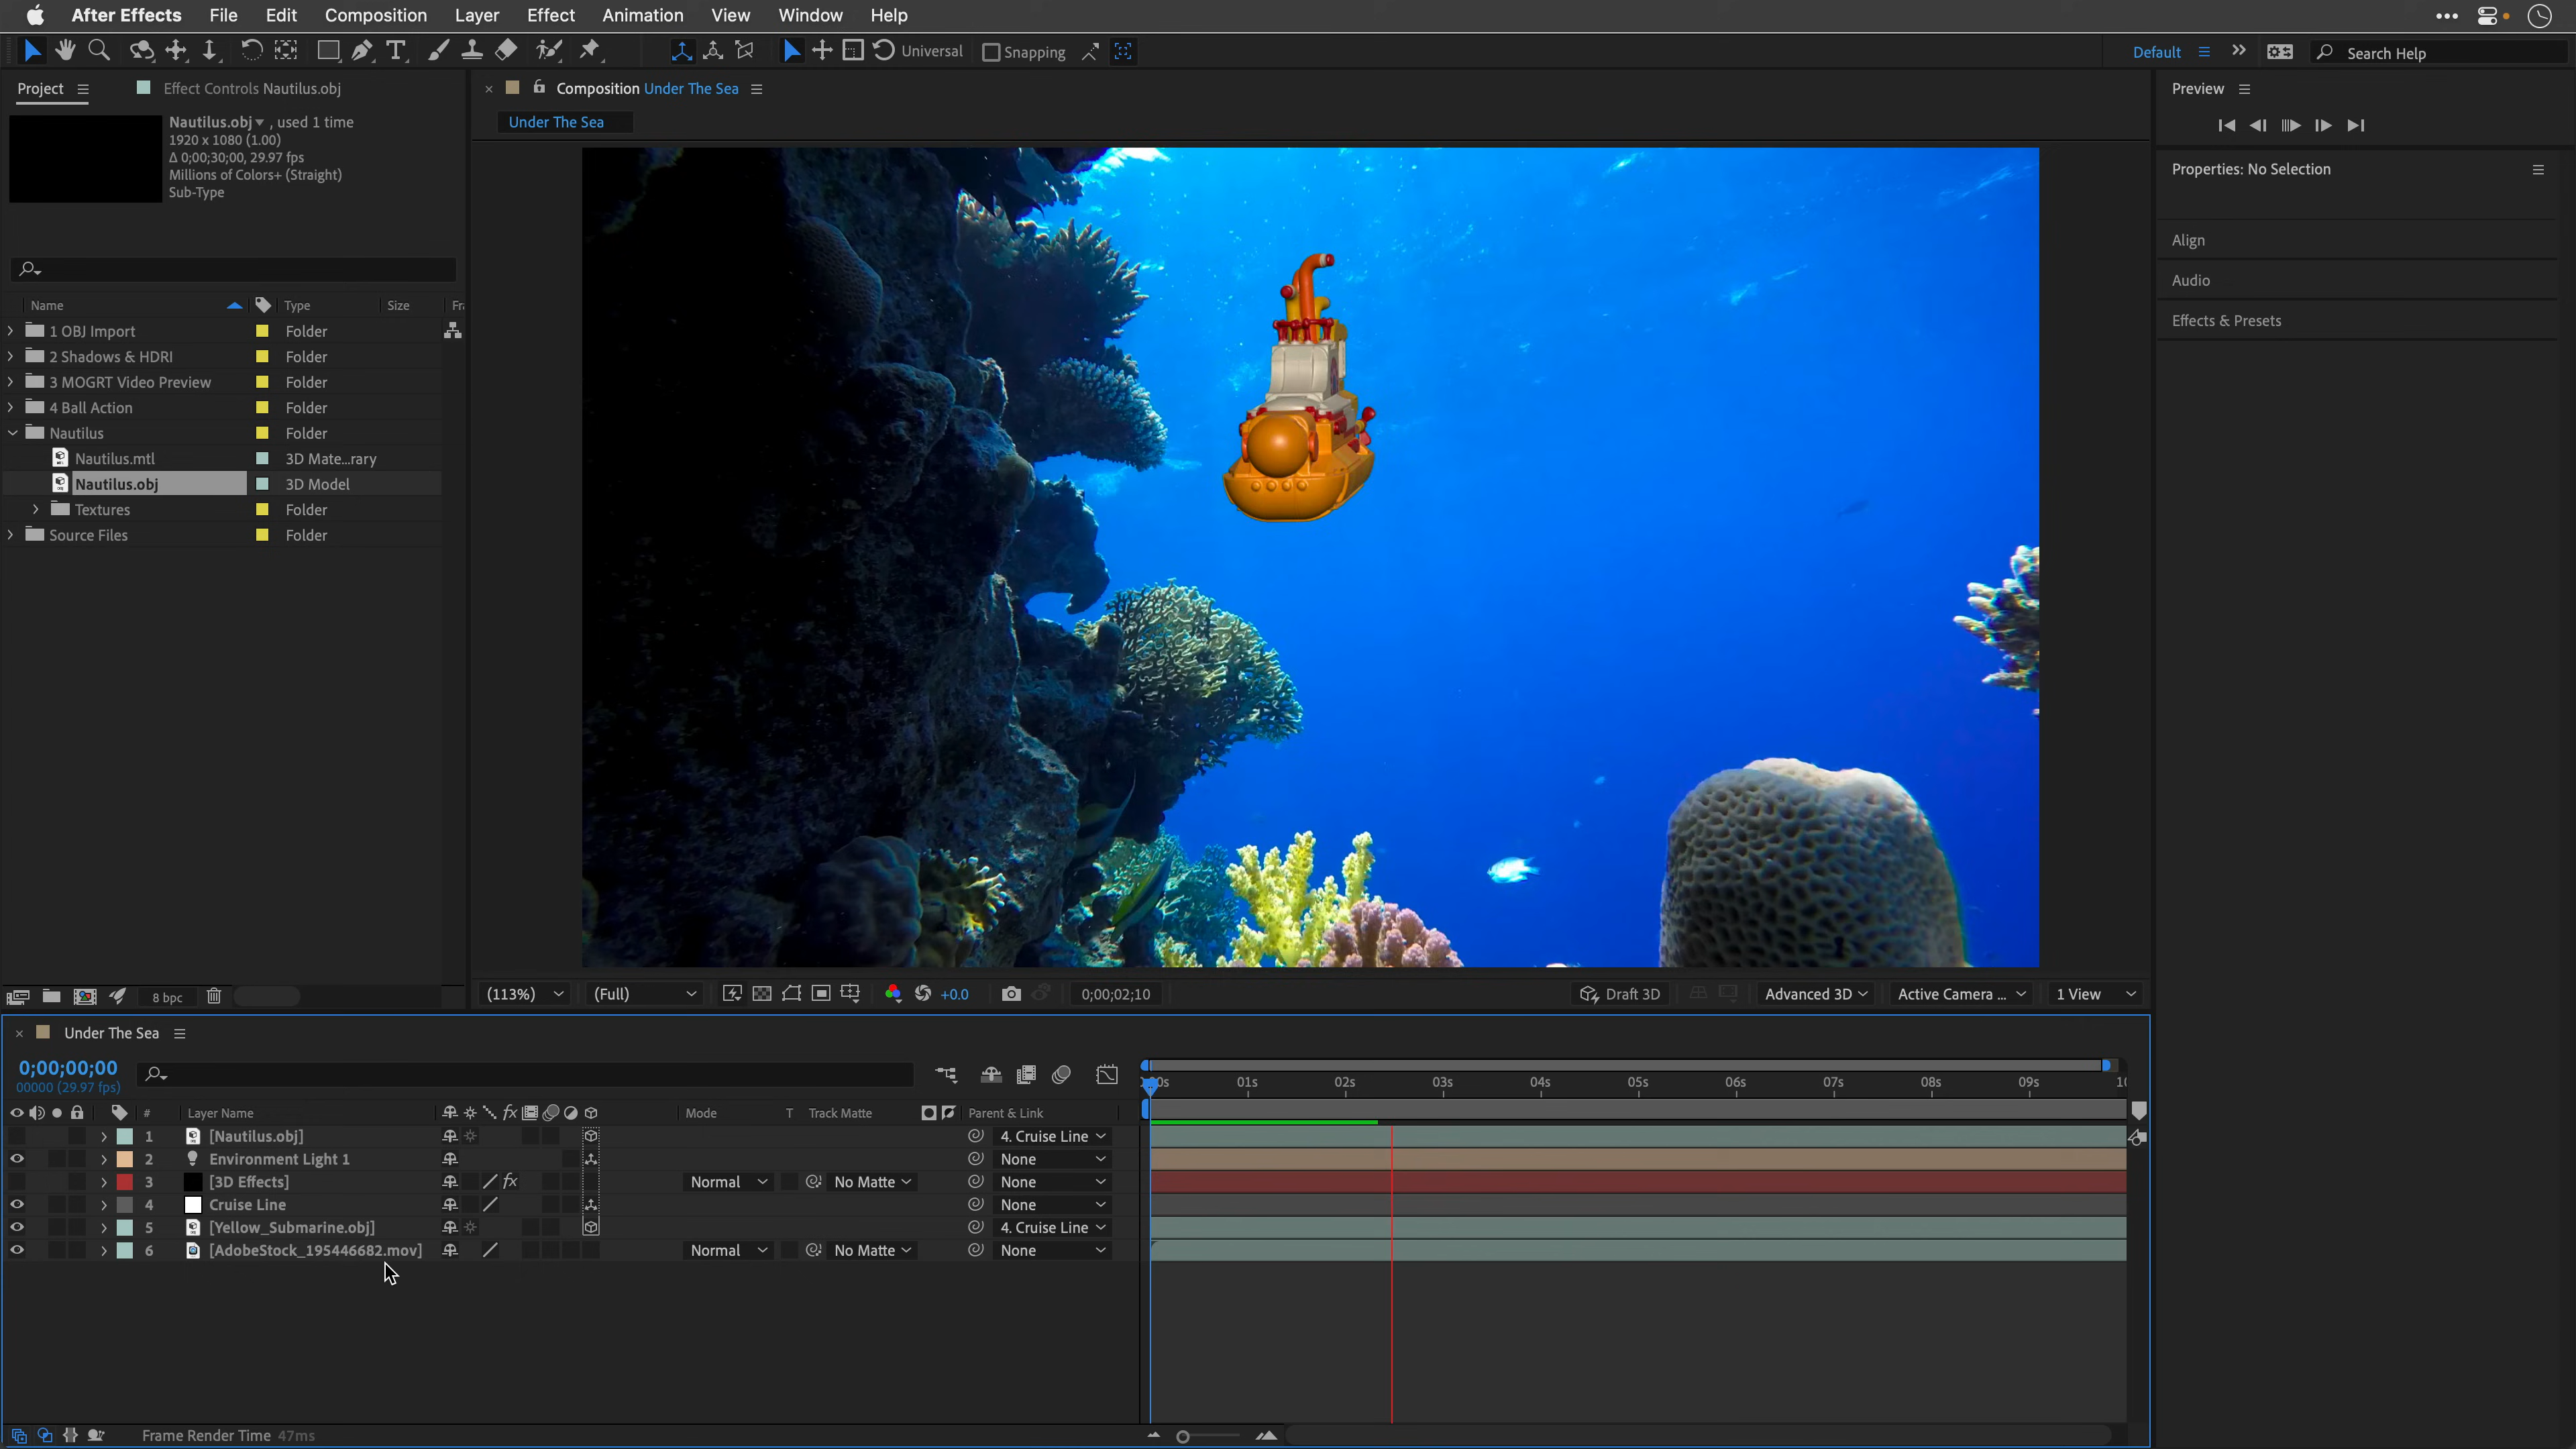 After Effects File Edit Composition Layer Effect Animation View Window Help
Universal Snapping Default Search Help
Project Effect Controls Nautilus.obj
Nautilus.obj , used 1 time
1920 x 1080 (1.00)
Δ 0;00;30;00, 29.97 fps
Millions of Colors+ (Straight)
Sub-Type
Name Type Size Fr
1 OBJ Import Folder
2 Shadows & HDRI Folder
3 MOGRT Video Preview Folder
4 Ball Action Folder
Nautilus Folder
Nautilus.mtl 3D Mate...rary
Nautilus.obj 3D Model
Textures Folder
Source Files Folder
8 bpc
Composition Under The Sea
Under The Sea
(113%) (Full) +0.0 0;00;02;10 Draft 3D Advanced 3D Active Camera ... 1 View
Preview
Properties: No Selection
Align
Audio
Effects & Presets
Under The Sea
0;00;00;00
00000 (29.97 fps)
01s 02s 03s 04s 05s 06s 07s 08s 09s
# Layer Name fx Mode T Track Matte Parent & Link
1 [Nautilus.obj] 4. Cruise Line
2 Environment Light 1 None
3 [3D Effects] fx Normal No Matte None
4 Cruise Line None
5 [Yellow_Submarine.obj] 4. Cruise Line
6 [AdobeStock_195446682.mov] Normal No Matte None
Frame Render Time 47ms